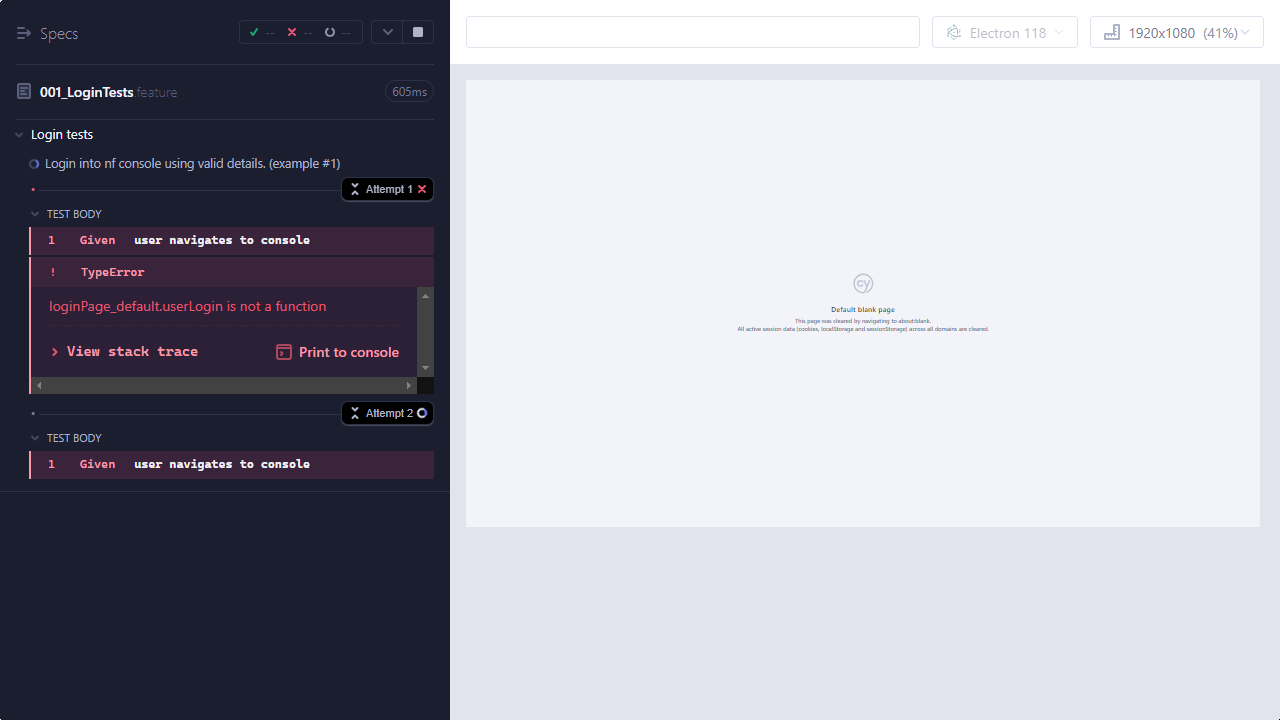 Specs
-- -- --
001_LoginTests.feature 605ms
Login tests
Login into nf console using valid details. (example #1)
Attempt 1
TEST BODY
1 Given user navigates to console
! TypeError
loginPage_default.userLogin is not a function
View stack trace
Print to console
Attempt 2
TEST BODY
1 Given user navigates to console
Electron 118
1920x1080 (41%)
cy
Default blank page
This page was cleared by navigating to about:blank.
All active session data (cookies, localStorage and sessionStorage) across all domains are cleared.